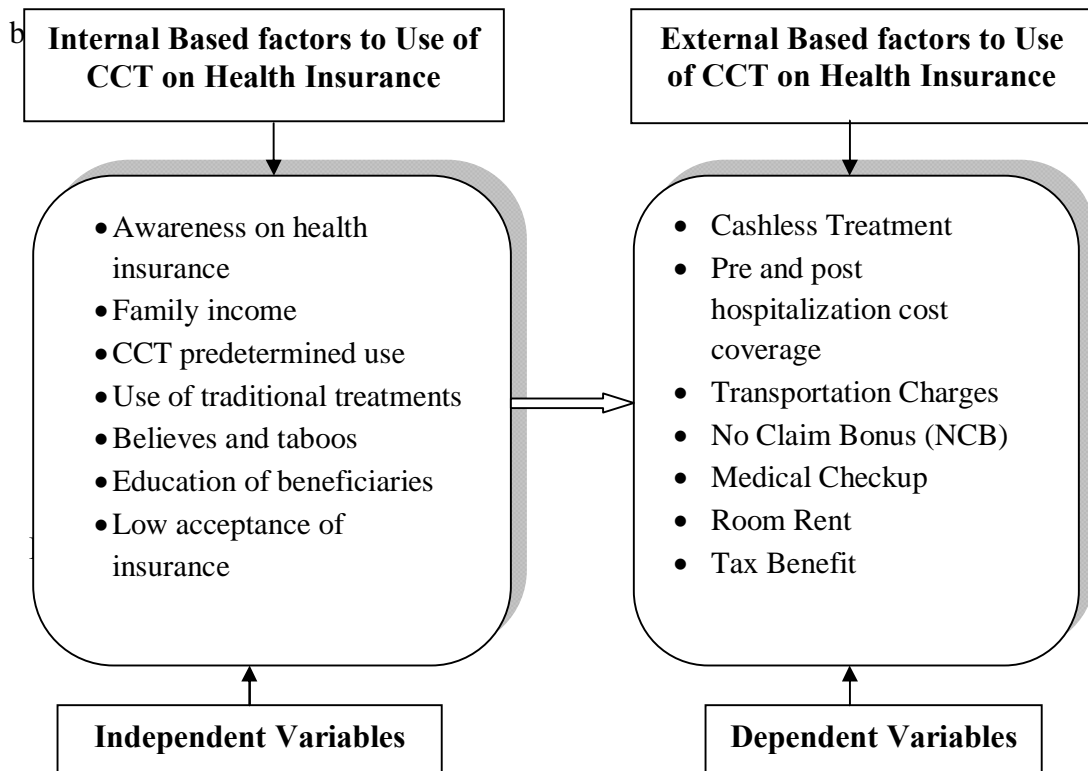 b
Internal Based factors to Use of
CCT on Health Insurance
External Based factors to Use
of CCT on Health Insurance
•Awareness on health
insurance
•Family income
•CCT predetermined use
•Use of traditional treatments
•Believes and taboos
•Education of beneficiaries
•Low acceptance of
insurance
• Cashless Treatment
• Pre and post
hospitalization cost
coverage
• Transportation Charges
• No Claim Bonus (NCB)
• Medical Checkup
• Room Rent
• Tax Benefit
Independent Variables
Dependent Variables